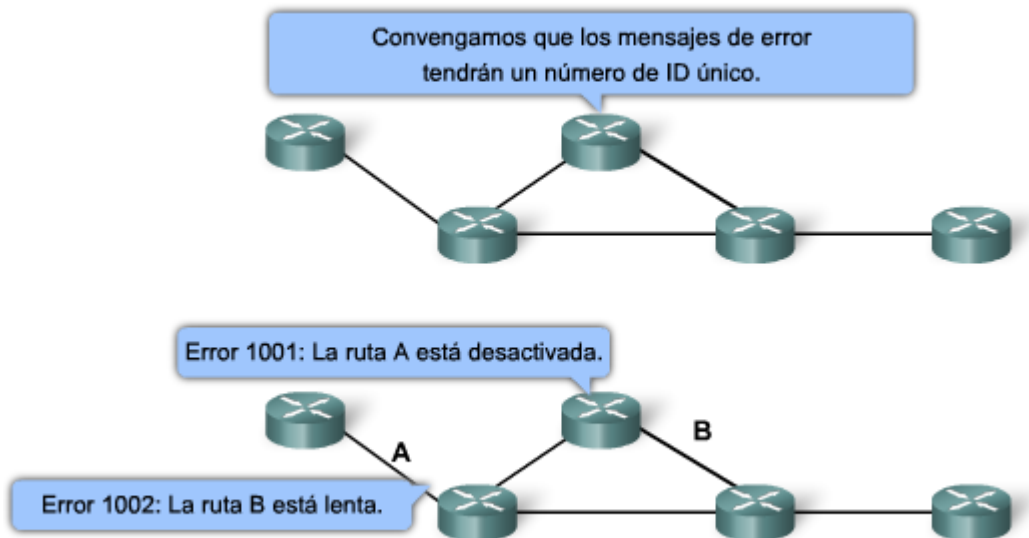 Convengamos que los mensajes de error
tendrán un número de ID único.
Error 1001: La ruta A está desactivada.
B
A
Error 1002: La ruta B está lenta.